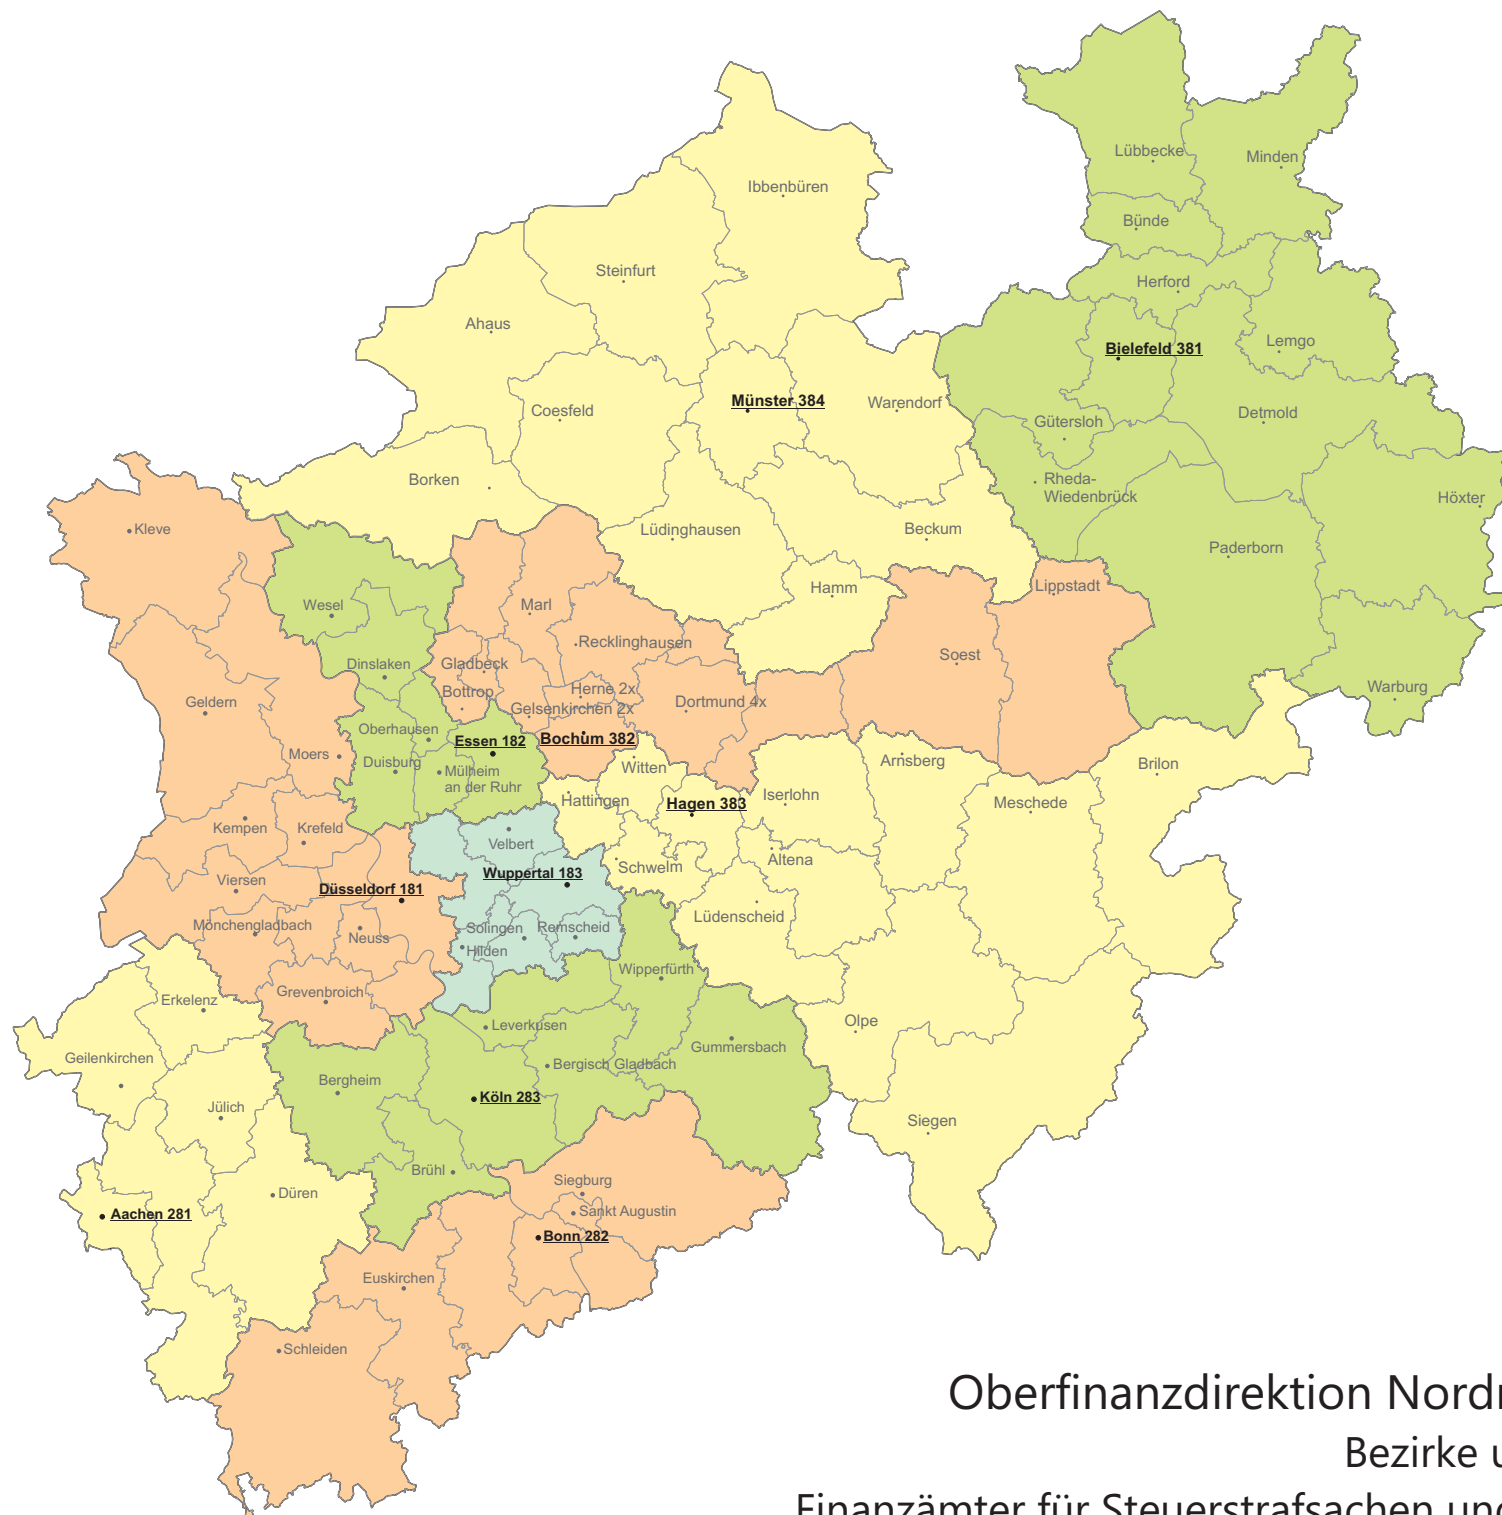 Lübbecke
Minden
Ibbenbüren
Bünde
Steinfurt
Herford
Ahaus
Lemgo
Bielefeld 381
Münster 384
Warendorf
Coesfeld
Detmold
Gütersloh
Borken
Rheda-
Wiedenbrück
Höxter
Kleve
Lüdinghausen
Beckum
Paderborn
Hamm
Lippstadt
Wesel
Marl
Recklinghausen
Soest
Dinslaken
Gladbeck
Bottrop
Herne 2x
Warburg
Geldern
Gelsenkirchen 2x
Dortmund 4x
Oberhausen
Essen 182
Bochum 382
Moers
Duisburg
Mülheim
an der Ruhr
Witten
Arnsberg
Brilon
Hattingen
Hagen 383
Iserlohn
Meschede
Kempen
Krefeld
Velbert
Altena
Schwelm
Wuppertal 183
Viersen
Düsseldorf 181
Lüdenscheid
Mönchengladbach
Neuss
Solingen
Remscheid
Hilden
Wipperfürth
Grevenbroich
Erkelenz
Olpe
Leverkusen
Gummersbach
Geilenkirchen
Bergisch Gladbach
Bergheim
Köln 283
Jülich
Siegen
Brühl
Siegburg
Düren
Sankt Augustin
Aachen 281
Bonn 282
Euskirchen
Schleiden
Oberfinanzdirektion Nordr
Bezirke u
Finanzämter für Steuerstrafsachen und